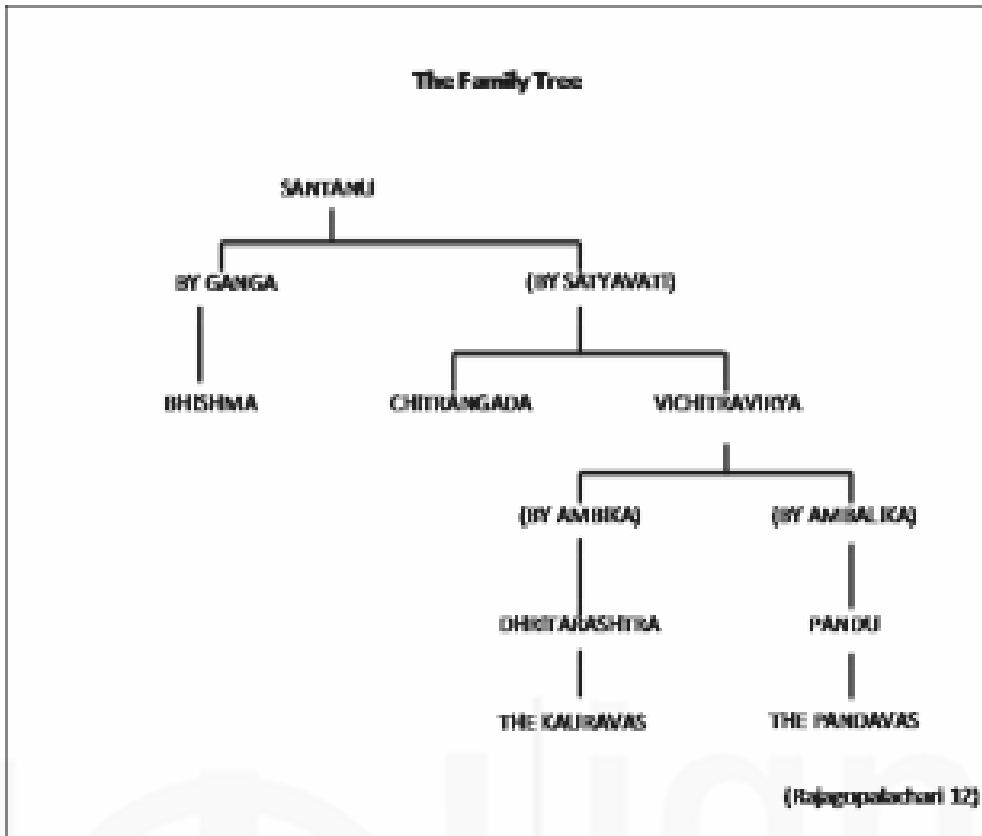 The Family Tree
SANTANU
BY GANGA (BY SATYAVATI)
BHISHMA CHITRANGADA VICHITRAVIRYA
(BY AMBIKA) (BY AMBALIKA)
DHRITARASHTRA PANDU
THE KAURAVAS THE PANDAVAS
(Rajagopalachari 12)